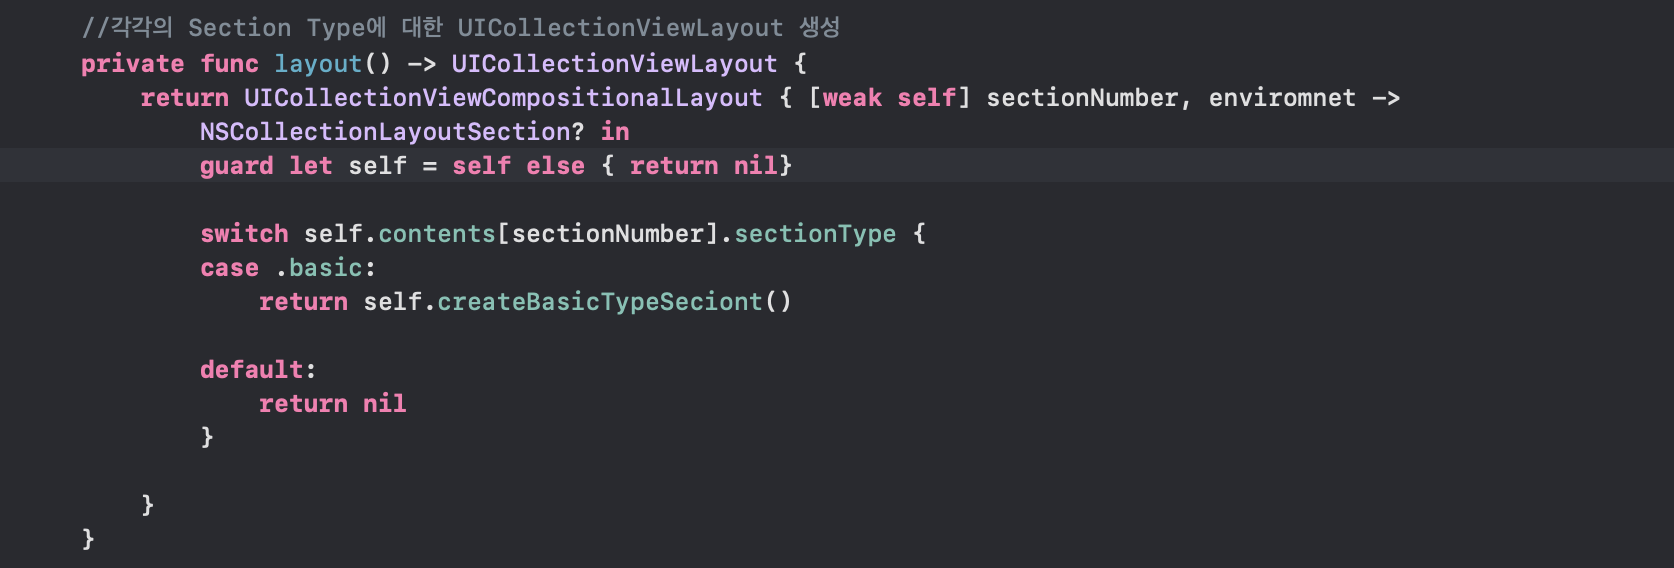 //각각의 Section Type에 대한 UICollectionViewLayout 생성
private func layout() -> UICollectionViewLayout {
    return UICollectionViewCompositionalLayout { [weak self] sectionNumber, enviromnet ->
        NSCollectionLayoutSection? in
        guard let self = self else { return nil}

        switch self.contents[sectionNumber].sectionType {
        case .basic:
            return self.createBasicTypeSeciont()

        default:
            return nil
        }

    }
}